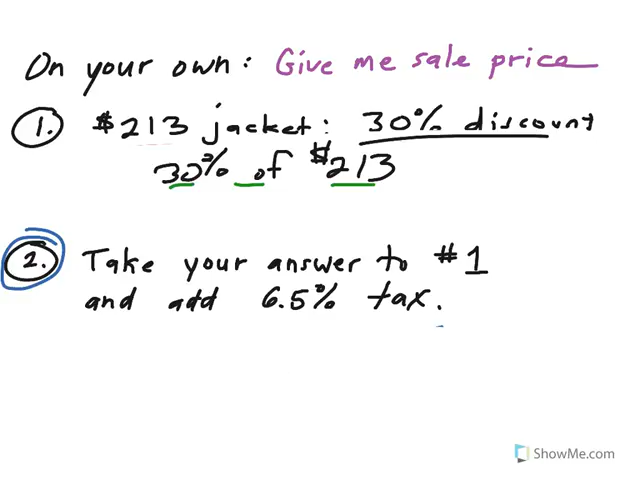 On your own: Give me sale price
1. $213 jacket: 30% discount
30% of $213
2. Take your answer to #1
and add 6.5% tax.
ShowMe.com